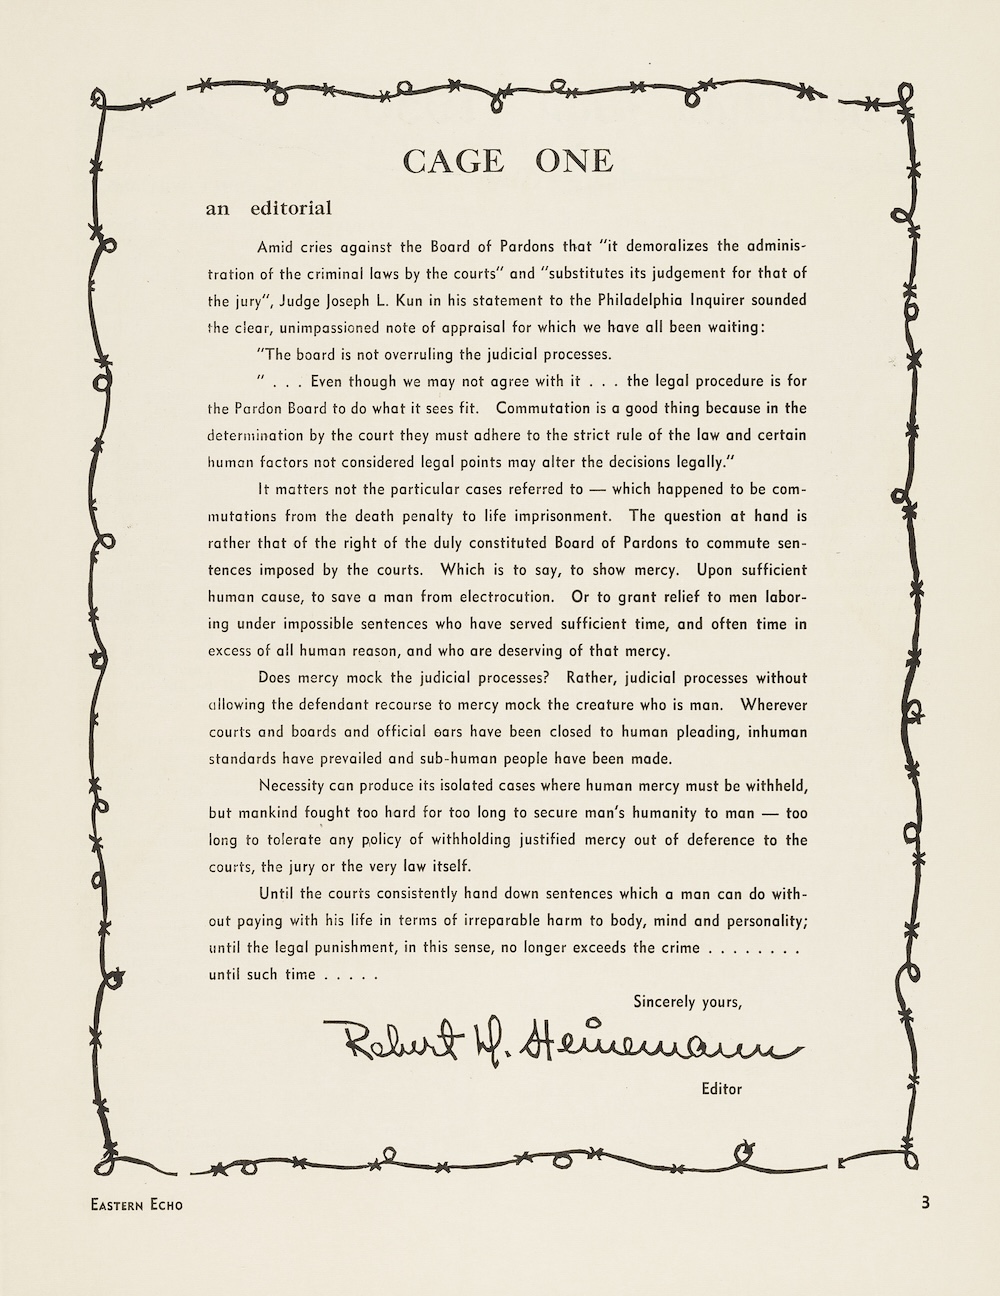 CAGE ONE
an editorial
Amid cries against the Board of Pardons that "it demoralizes the adminis-
tration of the criminal laws by the courts" and "substitutes its judgement for that of
the jury", Judge Joseph L. Kun in his statement to the Philadelphia Inquirer sounded
the clear, unimpassioned note of appraisal for which we have all been waiting:
"The board is not overruling the judicial processes.
" . . . Even though we may not agree with it . . . the legal procedure is for
the Pardon Board to do what it sees fit. Commutation is a good thing because in the
determination by the court they must adhere to the strict rule of the law and certain
human factors not considered legal points may alter the decisions legally."
It matters not the particular cases referred to — which happened to be com-
mutations from the death penalty to life imprisonment. The question at hand is
rather that of the right of the duly constituted Board of Pardons to commute sen-
tences imposed by the courts. Which is to say, to show mercy. Upon sufficient
human cause, to save a man from electrocution. Or to grant relief to men labor-
ing under impossible sentences who have served sufficient time, and often time in
excess of all human reason, and who are deserving of that mercy.
Does mercy mock the judicial processes? Rather, judicial processes without
allowing the defendant recourse to mercy mock the creature who is man. Wherever
courts and boards and official ears have been closed to human pleading, inhuman
standards have prevailed and sub-human people have been made.
Necessity can produce its isolated cases where human mercy must be withheld,
but mankind fought too hard for too long to secure man's humanity to man — too
long to tolerate any policy of withholding justified mercy out of deference to the
courts, the jury or the very law itself.
Until the courts consistently hand down sentences which a man can do with-
out paying with his life in terms of irreparable harm to body, mind and personality;
until the legal punishment, in this sense, no longer exceeds the crime . . . . . . . .
until such time . . . . .
Sincerely yours,
Robert W. Heinemann
Editor
EASTERN ECHO
3